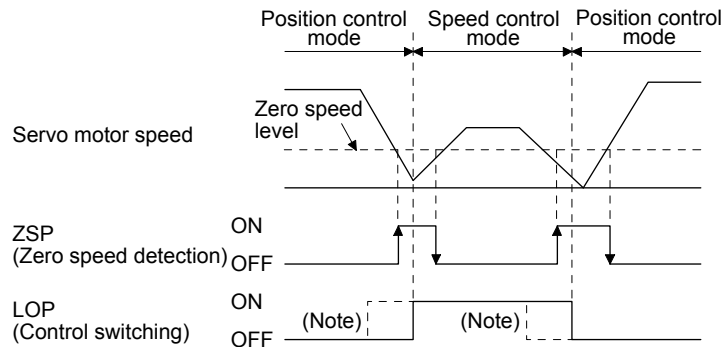 Position control mode
Speed control mode
Position control mode
Zero speed level
Servo motor speed
ZSP
(Zero speed detection)
ON
OFF
LOP
(Control switching)
ON
OFF
(Note)
(Note)